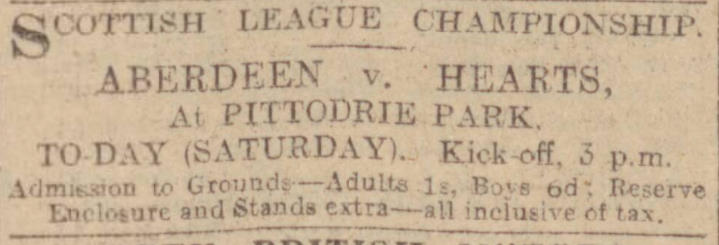 SCOTTISH LEAGUE CHAMPIONSHIP.
ABERDEEN v. HEARTS,
At PITTODRIE PARK.
TO-DAY (SATURDAY). Kick-off, 3 p.m.
Admission to Grounds—Adults 1s, Boys 6d; Reserve
Enclosure and Stands extra—all inclusive of tax.
BRITISH